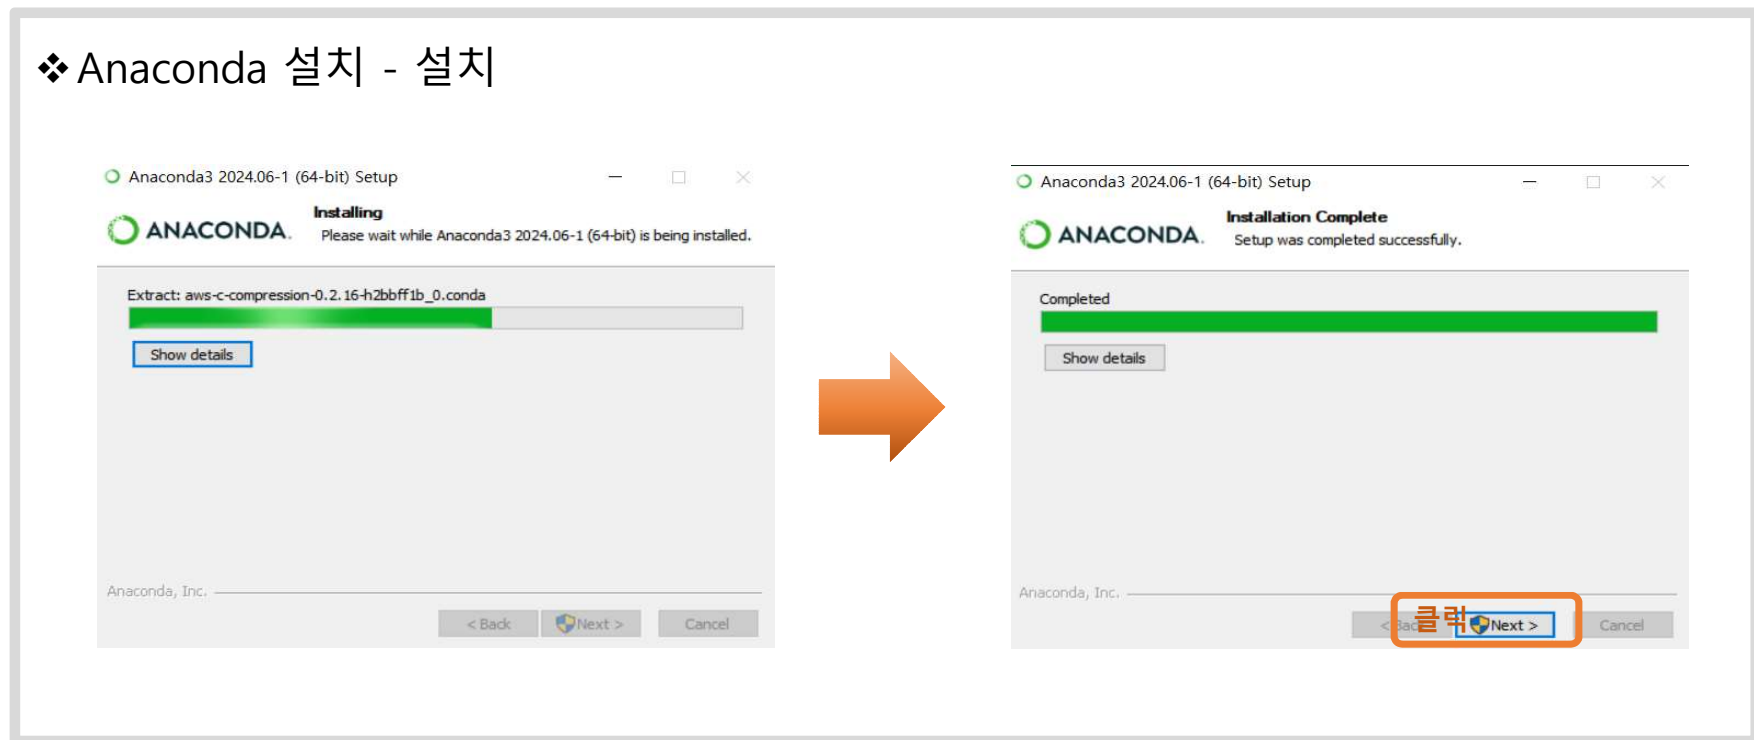 ❖ Anaconda 설치 - 설치
Anaconda3 2024.06-1 (64-bit) Setup
ANACONDA.
Installing
Please wait while Anaconda3 2024.06-1 (64-bit) is being installed.
Extract: aws-c-compression-0.2.16-h2bbff1b_0.conda
Show details
Anaconda, Inc.
< Back
Next >
Cancel
Anaconda3 2024.06-1 (64-bit) Setup
ANACONDA.
Installation Complete
Setup was completed successfully.
Completed
Show details
Anaconda, Inc.
< Back
클릭
Next >
Cancel